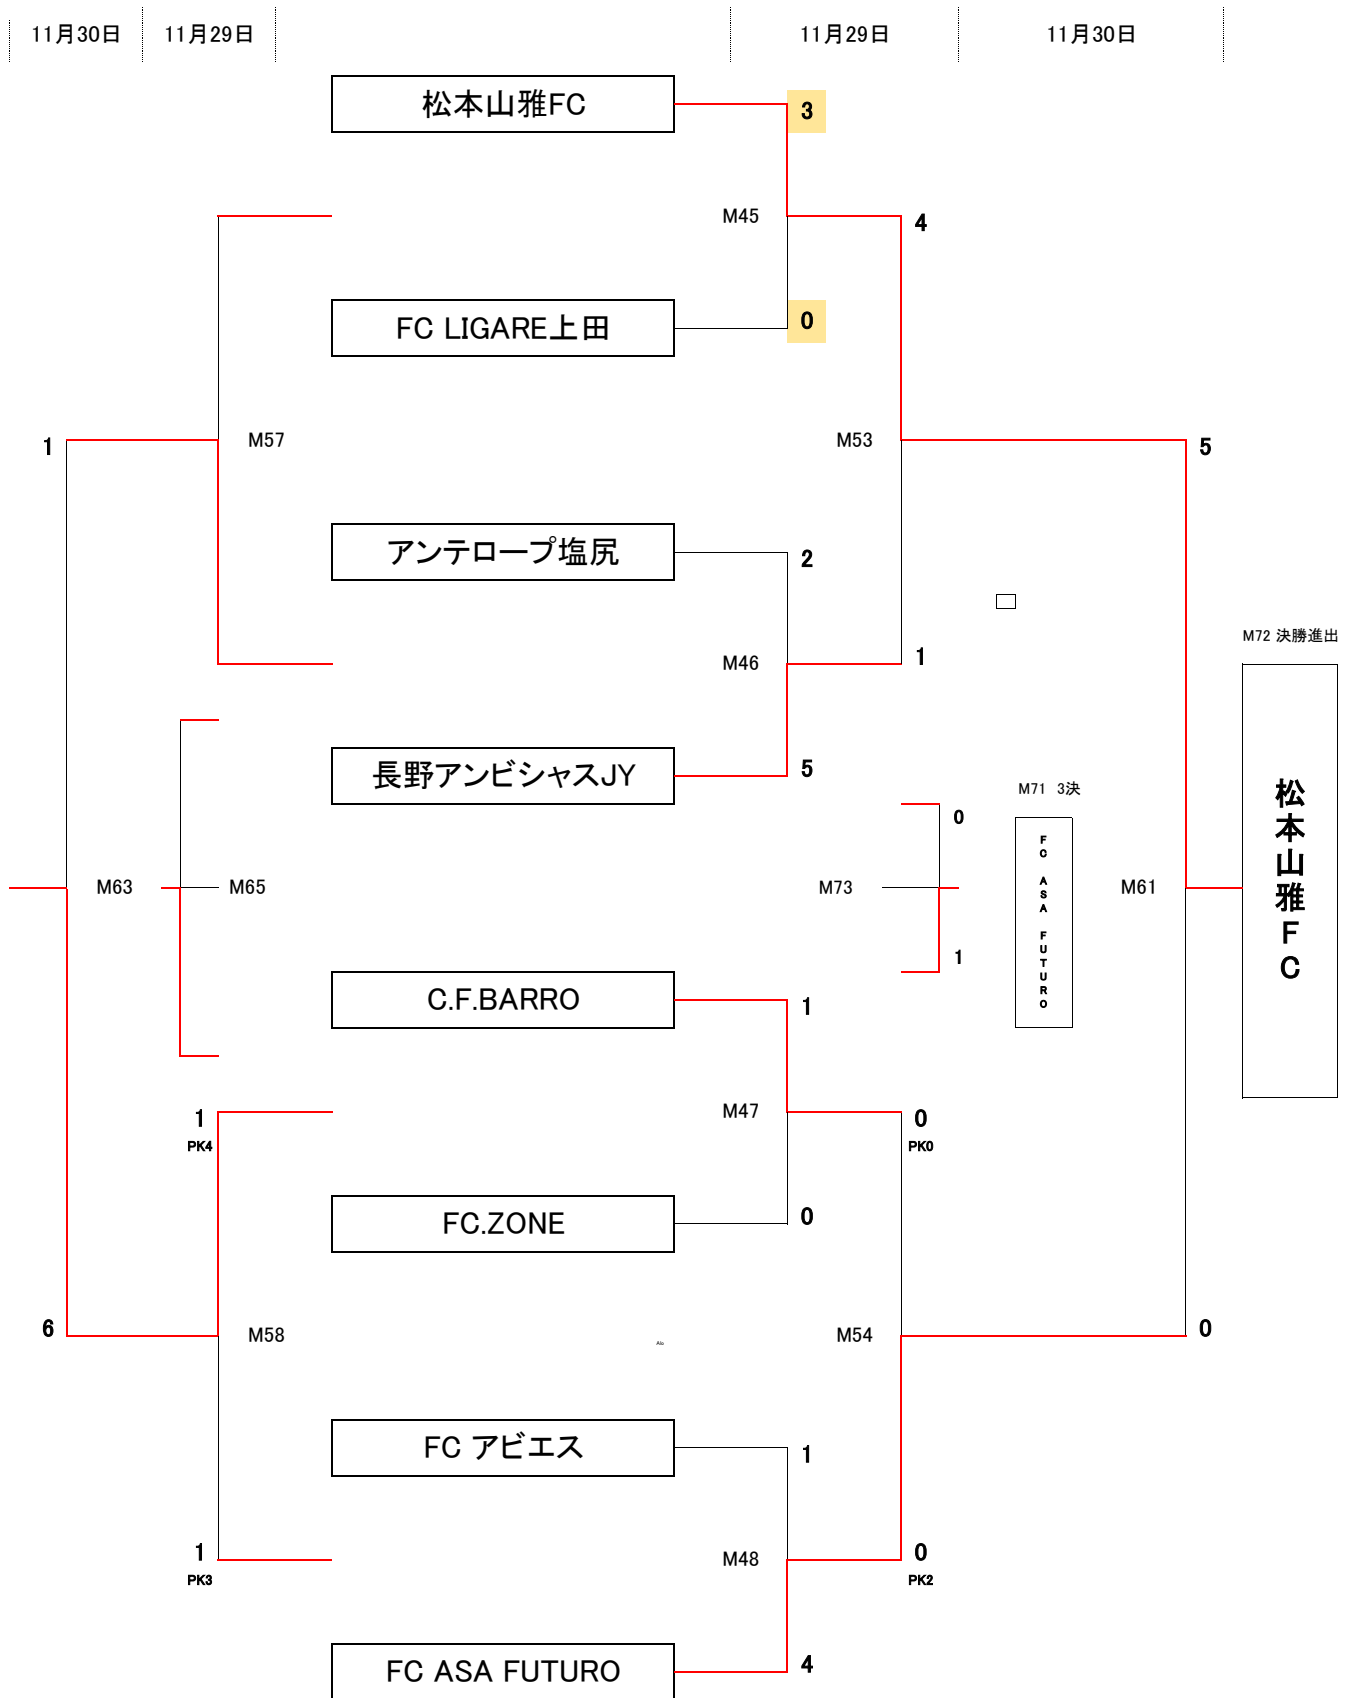 11月30日 11月29日 11月29日 11月30日
松本山雅FC 3
M45 4
FC LIGARE上田 0
1 M57 M53 5
アンテロープ塩尻 2
M72 決勝進出
M46 1
長野アンビシャスJY 5
M71 3決
0
松本山雅FC
FC ASA FUTURO
M63 M65 M73 M61
1
C.F.BARRO 1
1 M47 0
PK4 PK0
FC.ZONE 0
6 M58 M54 0
FC アビエス 1
1 M48 0
PK3 PK2
FC ASA FUTURO 4